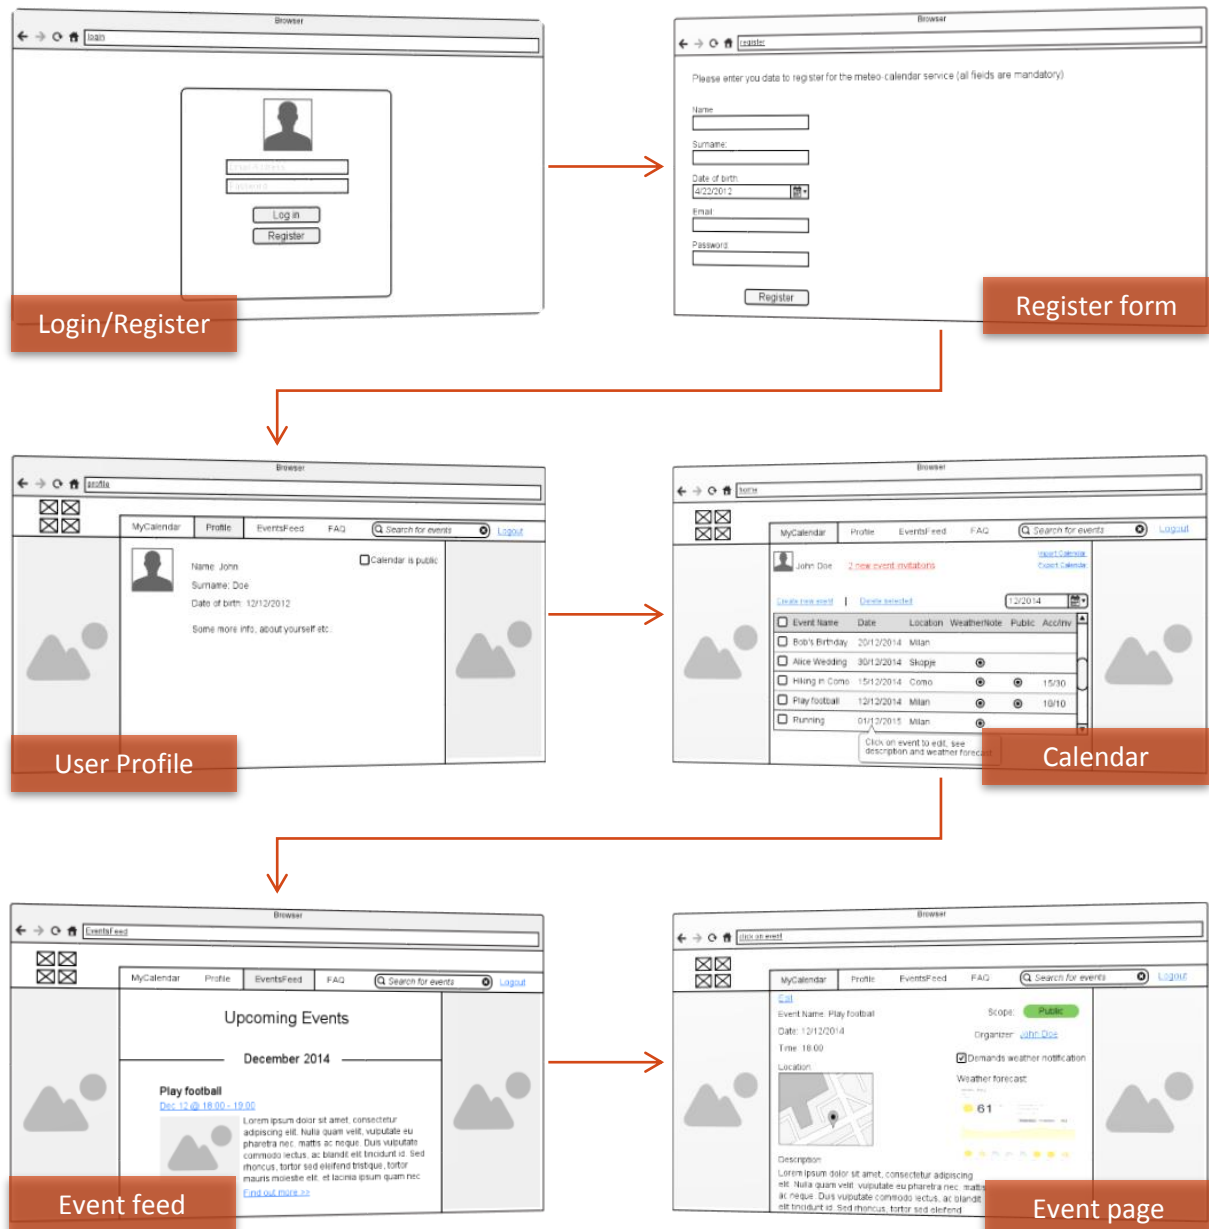 Browser
login
Email Address
Password
Log in
Register
Login/Register
Browser
register
Please enter you data to register for the meteo-calendar service (all fields are mandatory)
Name
Surname:
Date of birth:
4/22/2012
Email:
Password:
Register
Register form
Browser
profile
MyCalendar Profile EventsFeed FAQ Search for events Logout
Name: John
Calendar is public
Surname: Doe
Date of birth: 12/12/2012
Some more info, about yourself etc.
User Profile
Browser
home
MyCalendar Profile EventsFeed FAQ Search for events Logout
Import Calendar
John Doe 2 new event invitations
Export Calendar
Create new event | Delete selected 12/2014
Event Name Date Location WeatherNote Public Acc/Inv
Bob's Birthday 20/12/2014 Milan
Alice Wedding 30/12/2014 Skopje
Hiking in Como 15/12/2014 Como 15/30
Play football 12/12/2014 Milan 10/10
Running 01/12/2015 Milan
Click on event to edit, see
description and weather forecast
Calendar
Browser
EventsFeed
MyCalendar Profile EventsFeed FAQ Search for events Logout
Upcoming Events
December 2014
Play football
Dec 12 @ 18:00 - 19:00
Lorem ipsum dolor sit amet, consectetur
adipiscing elit. Nulla quam velit, vulputate eu
pharetra nec, mattis ac neque. Duis vulputate
commodo lectus, ac blandit elit tincidunt id. Sed
rhoncus, tortor sed eleifend tristique, tortor
mauris molestie elit, et lacinia ipsum quam nec
Find out more >>
Event feed
Browser
click on event
MyCalendar Profile EventsFeed FAQ Search for events Logout
Edit
Event Name: Play football
Scope: Public
Date: 12/12/2014
Organizer: John Doe
Time: 18:00
Demands weather notification
Location
Weather forecast:
61
Description:
Lorem ipsum dolor sit amet, consectetur adipiscing
elit. Nulla quam velit, vulputate eu pharetra nec, mattis
ac neque. Duis vulputate commodo lectus, ac blandit
elit tincidunt id. Sed rhoncus, tortor sed eleifend
Event page